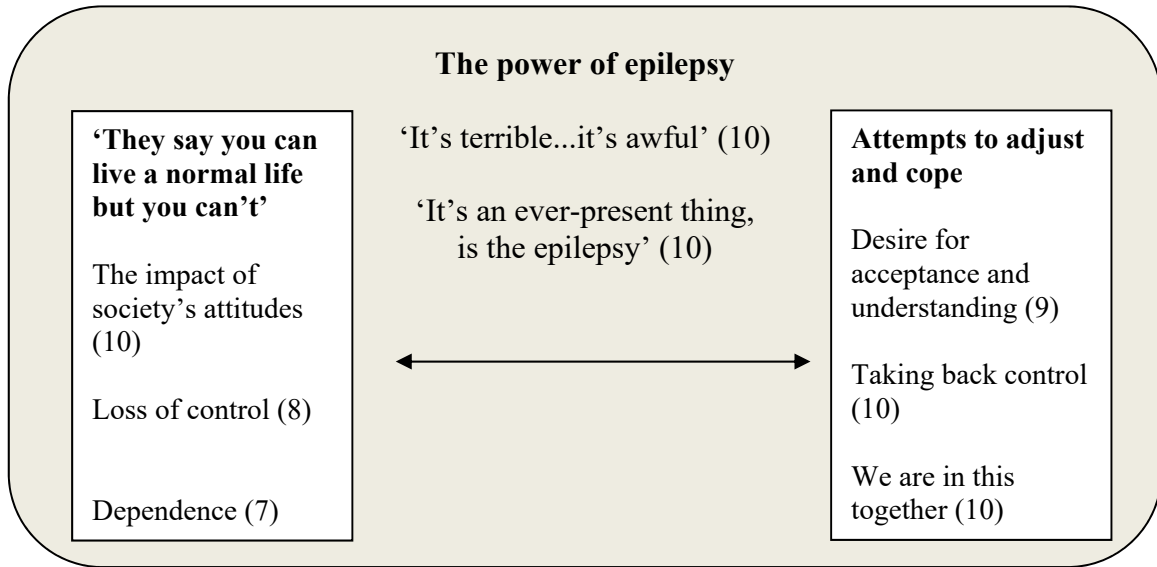 The power of epilepsy
‘They say you can
live a normal life
but you can’t’
The impact of
society’s attitudes
(10)
Loss of control (8)
Dependence (7)
‘It’s terrible...it’s awful’ (10)
‘It’s an ever-present thing,
is the epilepsy’ (10)
Attempts to adjust
and cope
Desire for
acceptance and
understanding (9)
Taking back control
(10)
We are in this
together (10)